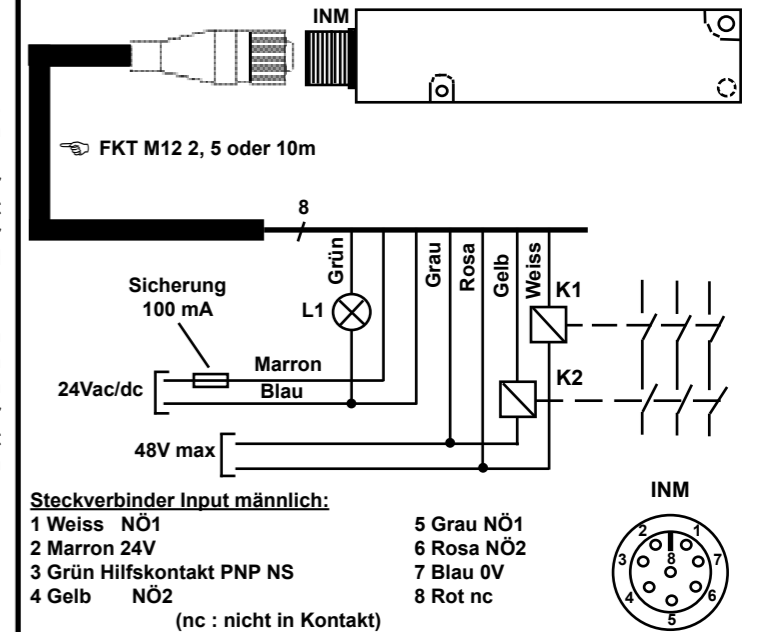 INM
FKT M12 2, 5 oder 10m
8
Grün
Grau
Rosa
Gelb
Weiss
K1
Sicherung
100 mA
L1
Marron
24Vac/dc
Blau
K2
48V max
Steckverbinder Input männlich:
1 Weiss NÖ1
2 Marron 24V
3 Grün Hilfskontakt PNP NS
4 Gelb NÖ2
(nc : nicht in Kontakt)
5 Grau NÖ1
6 Rosa NÖ2
7 Blau 0V
8 Rot nc
INM
2 1
3 8 7
4 6
5